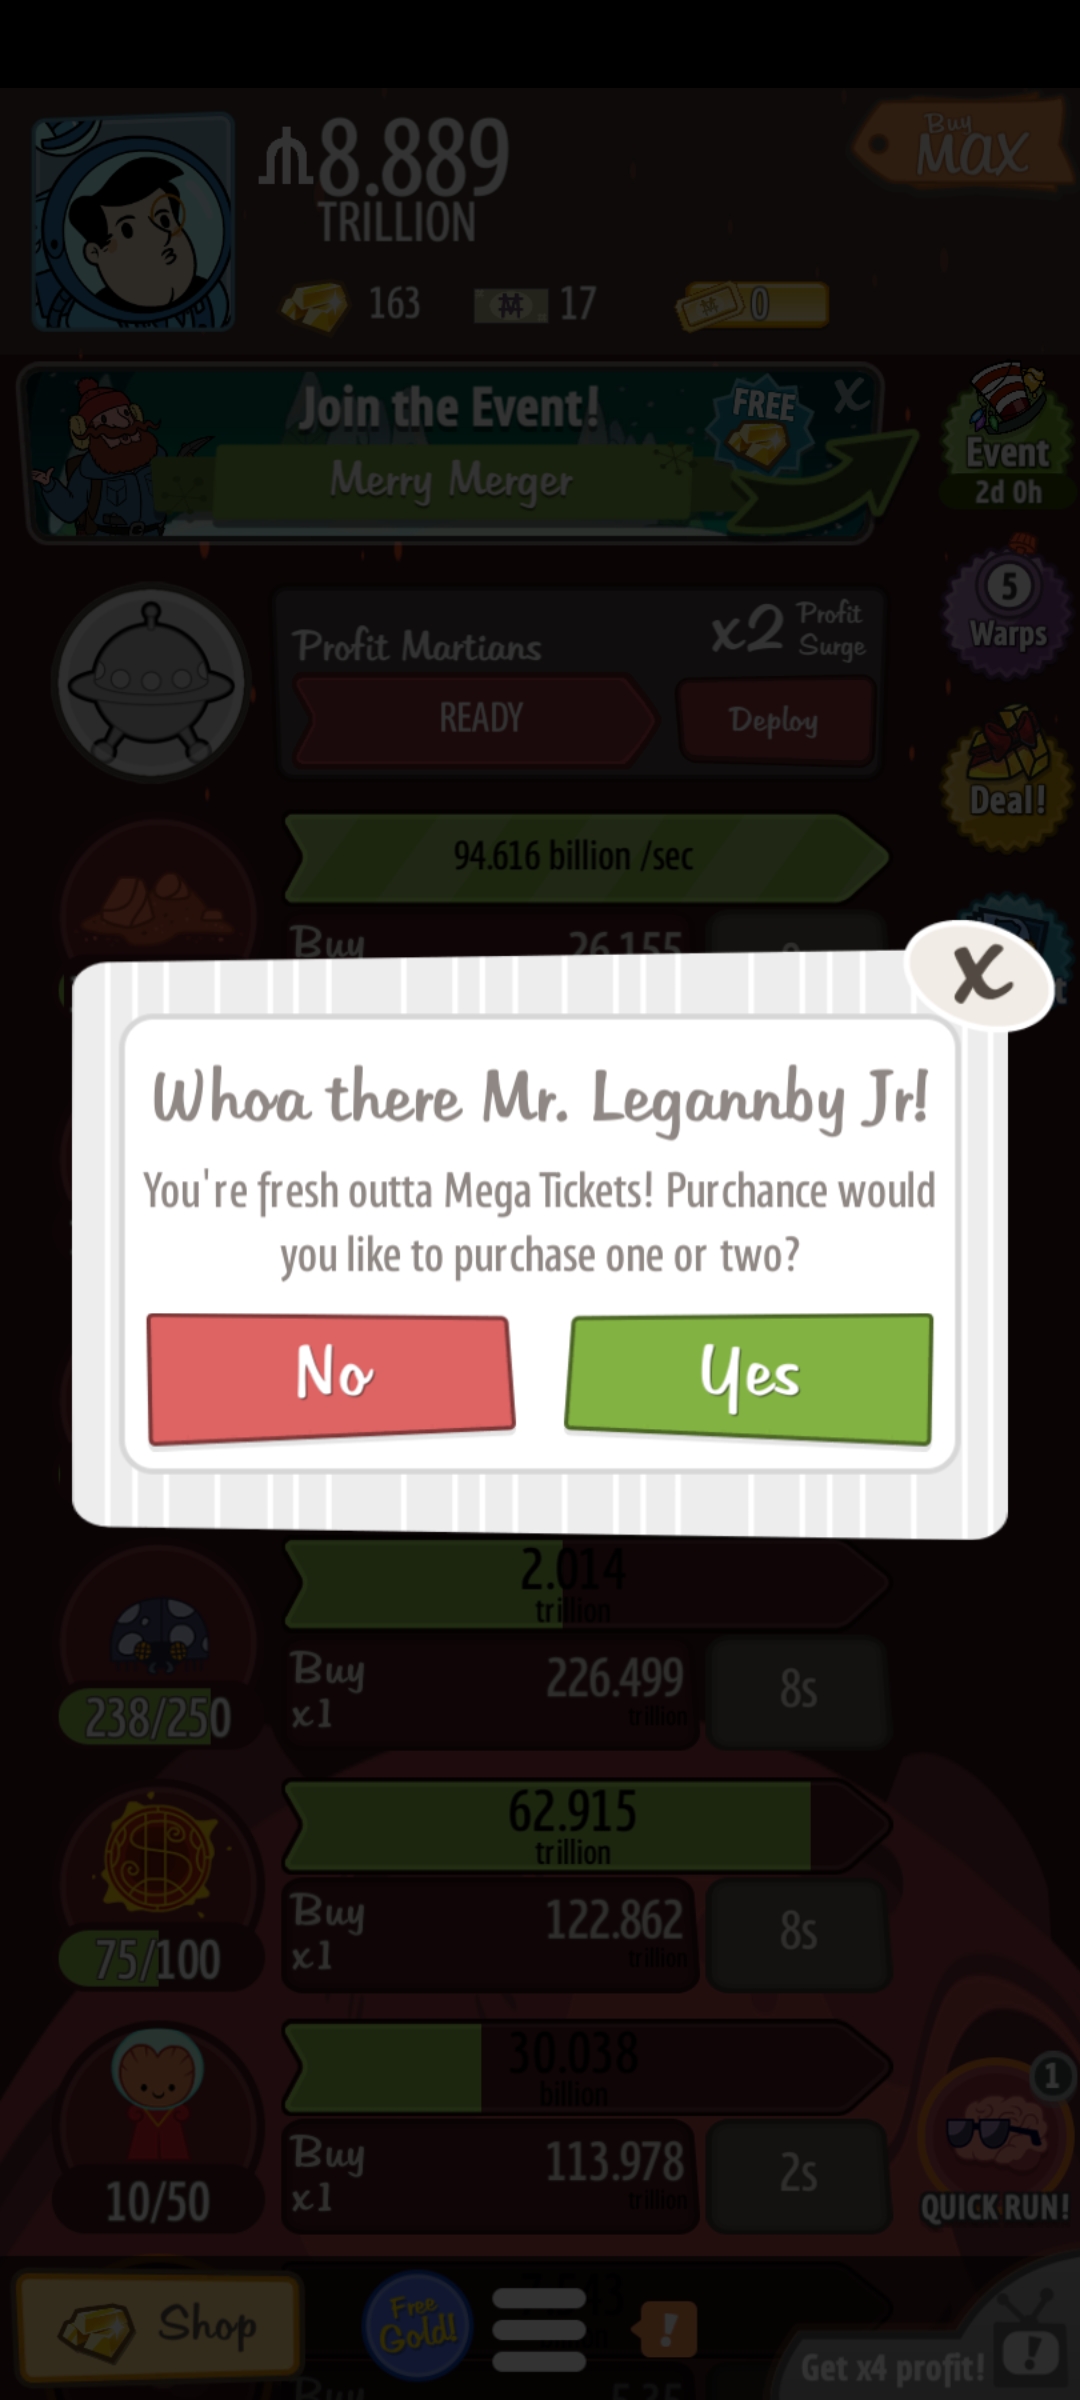 8.889
TRILLION
Buy
MAX
163
17
0
Join the Event!
FREE
X
Merry Merger
Event
2d 0h
Profit Martians
x2 Profit Surge
READY
Deploy
5
Warps
Deal!
94.616 billion /sec
Buy
26.155
X
Whoa there Mr. Legannby Jr!
You're fresh outta Mega Tickets! Purchance would
you like to purchase one or two?
No
Yes
2.014
trillion
238/250
Buy
x1
226.499
trillion
8s
62.915
trillion
75/100
Buy
x1
122.862
trillion
8s
30.038
billion
10/50
Buy
x1
113.978
trillion
2s
1
QUICK RUN!
Shop
Free
Gold!
!
Get x4 profit!
!
Buy